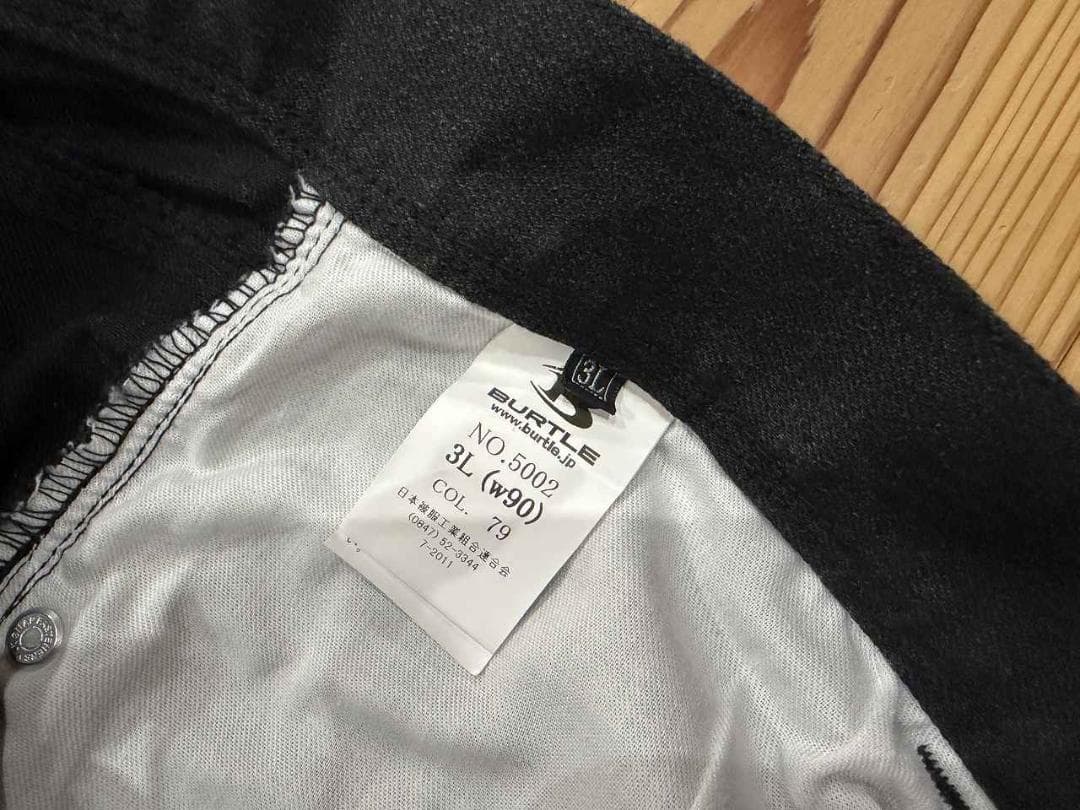 3L
BURTLE
www.burtle.jp
NO.5002
3L (w90)
COL. 79
日本被服工業組合連合会
(0847) 52-3344
7-2011
い。